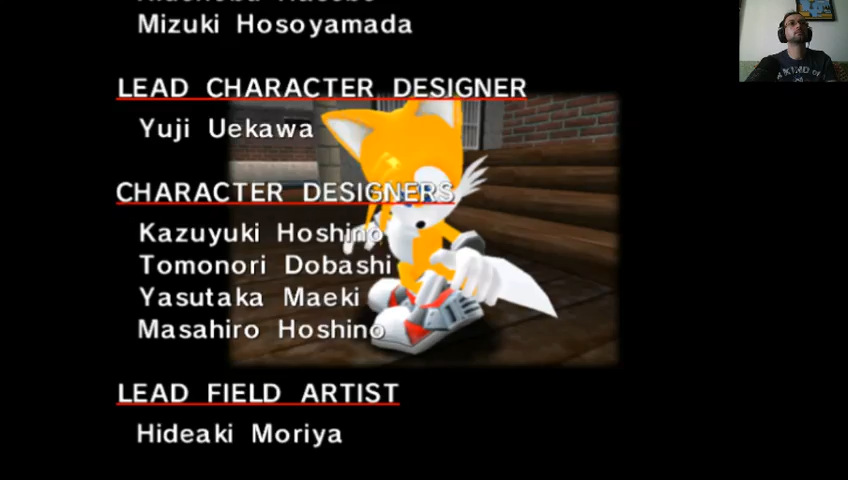 Mizuki Hosoyamada
LEAD CHARACTER DESIGNER
Yuji Uekawa
CHARACTER DESIGNERS
Kazuyuki Hoshino
Tomonori Dobashi
Yasutaka Maeki
Masahiro Hoshino
LEAD FIELD ARTIST
Hideaki Moriya